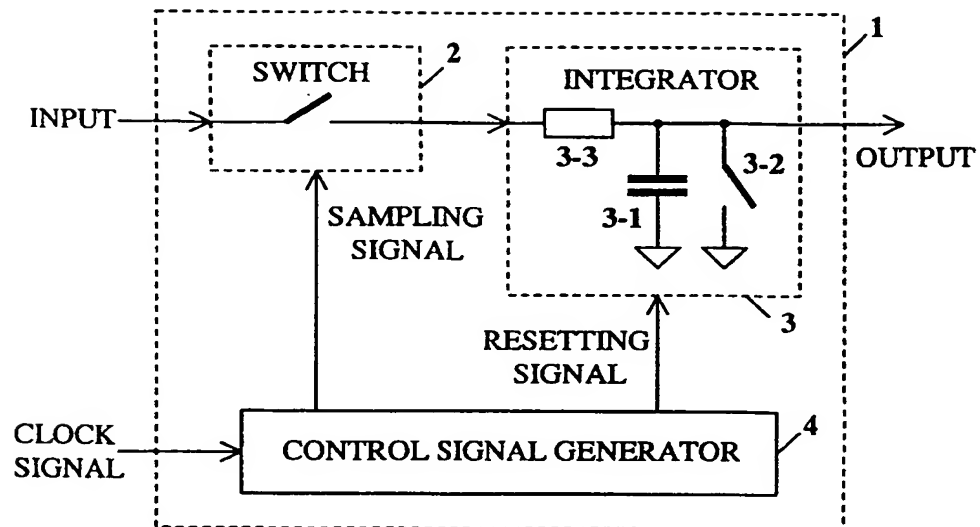 1
SWITCH
2
INTEGRATOR
INPUT
3-3
3-2
OUTPUT
3-1
SAMPLING
SIGNAL
3
RESETTING
SIGNAL
4
CLOCK
SIGNAL
CONTROL SIGNAL GENERATOR